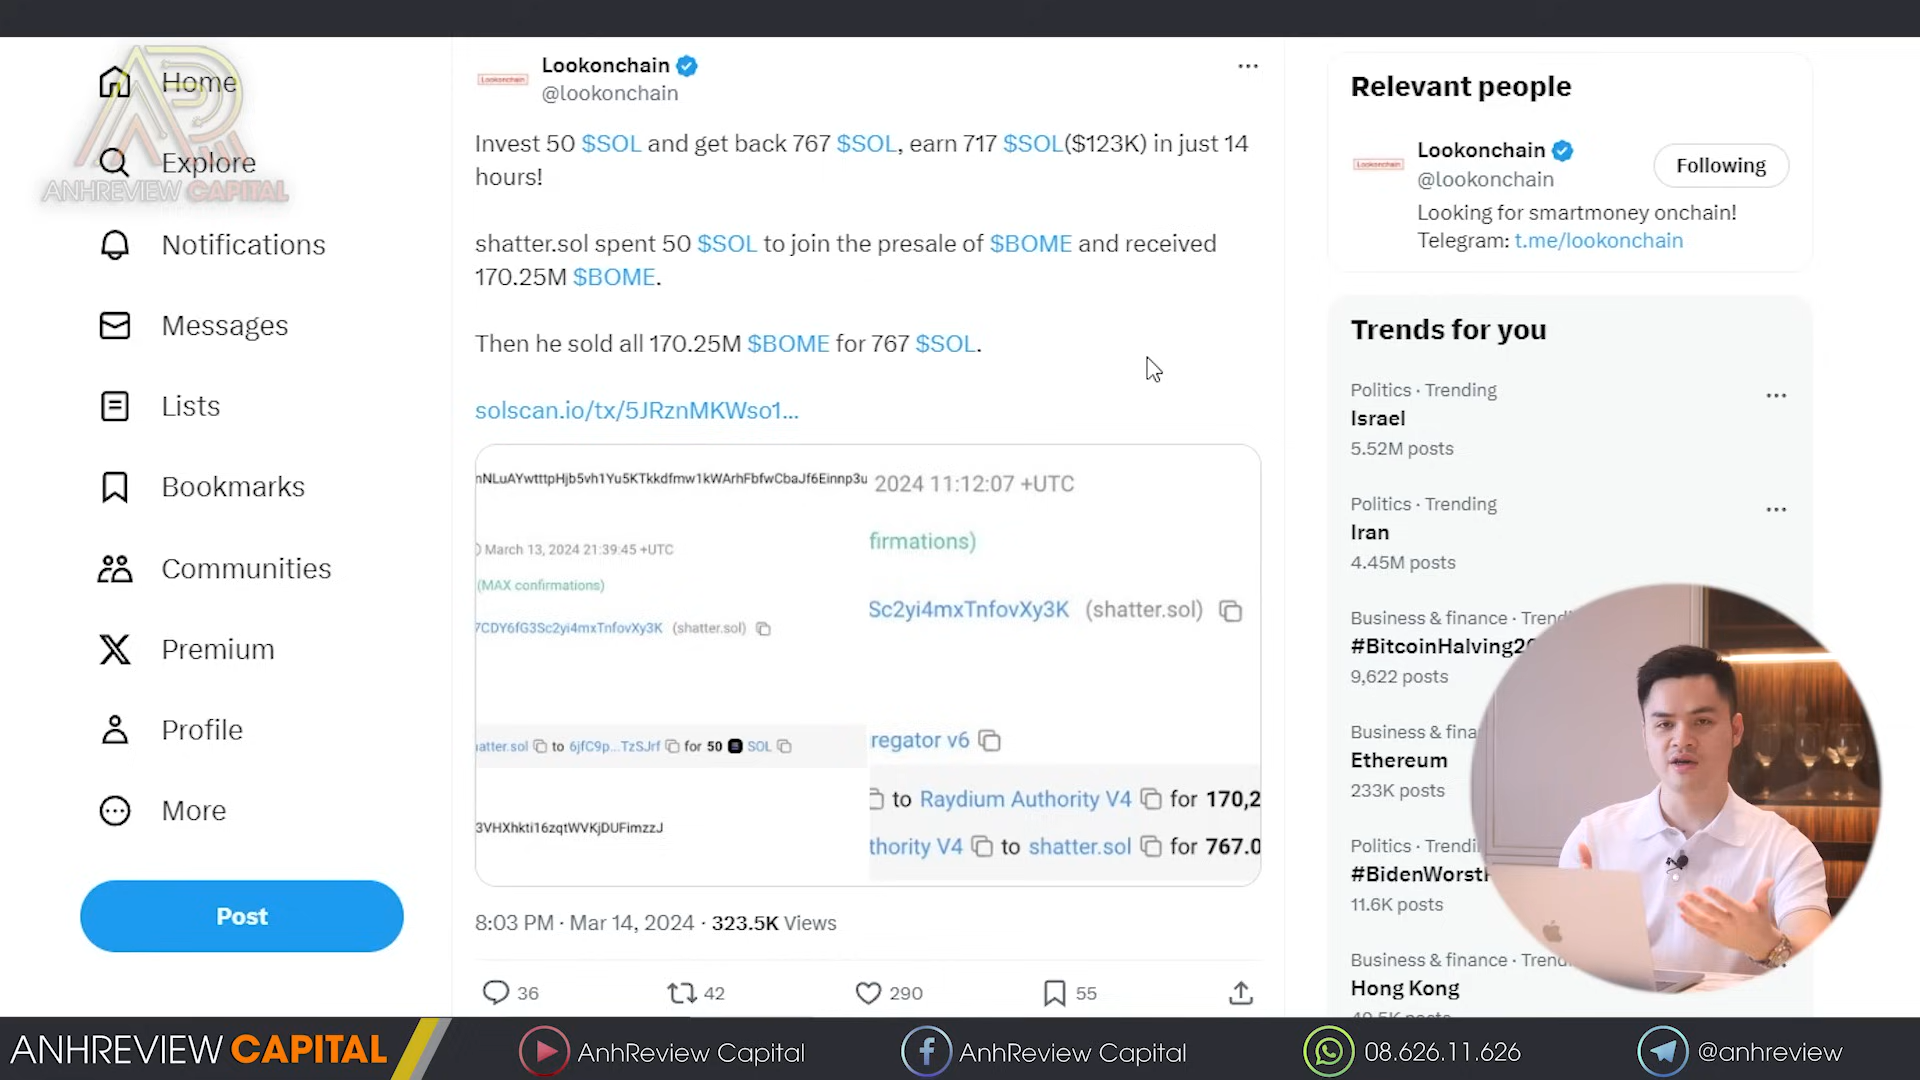 ANHREVIEW CAPITAL
Home
Explore
Notifications
Messages
Lists
Bookmarks
Communities
Premium
Profile
More
Post
Lookonchain
Lookonchain
@lookonchain
Invest 50 $SOL and get back 767 $SOL, earn 717 $SOL($123K) in just 14
hours!
shatter.sol spent 50 $SOL to join the presale of $BOME and received
170.25M $BOME.
Then he sold all 170.25M $BOME for 767 $SOL.
solscan.io/tx/5JRznMKWso1...
nNLuAYwtttpHjb5vh1Yu5KTkkdfmw1kWArhFbfwCbaJf6Einnp3u
March 13, 2024 21:39:45 +UTC
(MAX confirmations)
7CDY6fG3Sc2yi4mxTnfovXy3K (shatter.sol)
atter.sol to 6jfC9p...TzSJrf for 50 SOL
3VHXhkti16zqtWVKjDUFimzzJ
2024 11:12:07 +UTC
firmations)
Sc2yi4mxTnfovXy3K (shatter.sol)
regator v6
to Raydium Authority V4 for 170,2
thority V4 to shatter.sol for 767.0
8:03 PM · Mar 14, 2024 · 323.5K Views
36 42 290 55
Relevant people
Lookonchain
Lookonchain
@lookonchain
Following
Looking for smartmoney onchain!
Telegram: t.me/lookonchain
Trends for you
Politics · Trending
Israel
5.52M posts
Politics · Trending
Iran
4.45M posts
Business & finance · Trendi
#BitcoinHalving20
9,622 posts
Business & fina
Ethereum
233K posts
Politics · Trendi
#BidenWorst
11.6K posts
Business & finance · Trend
Hong Kong
ANHREVIEW CAPITAL
AnhReview Capital
AnhReview Capital
08.626.11.626
@anhreview